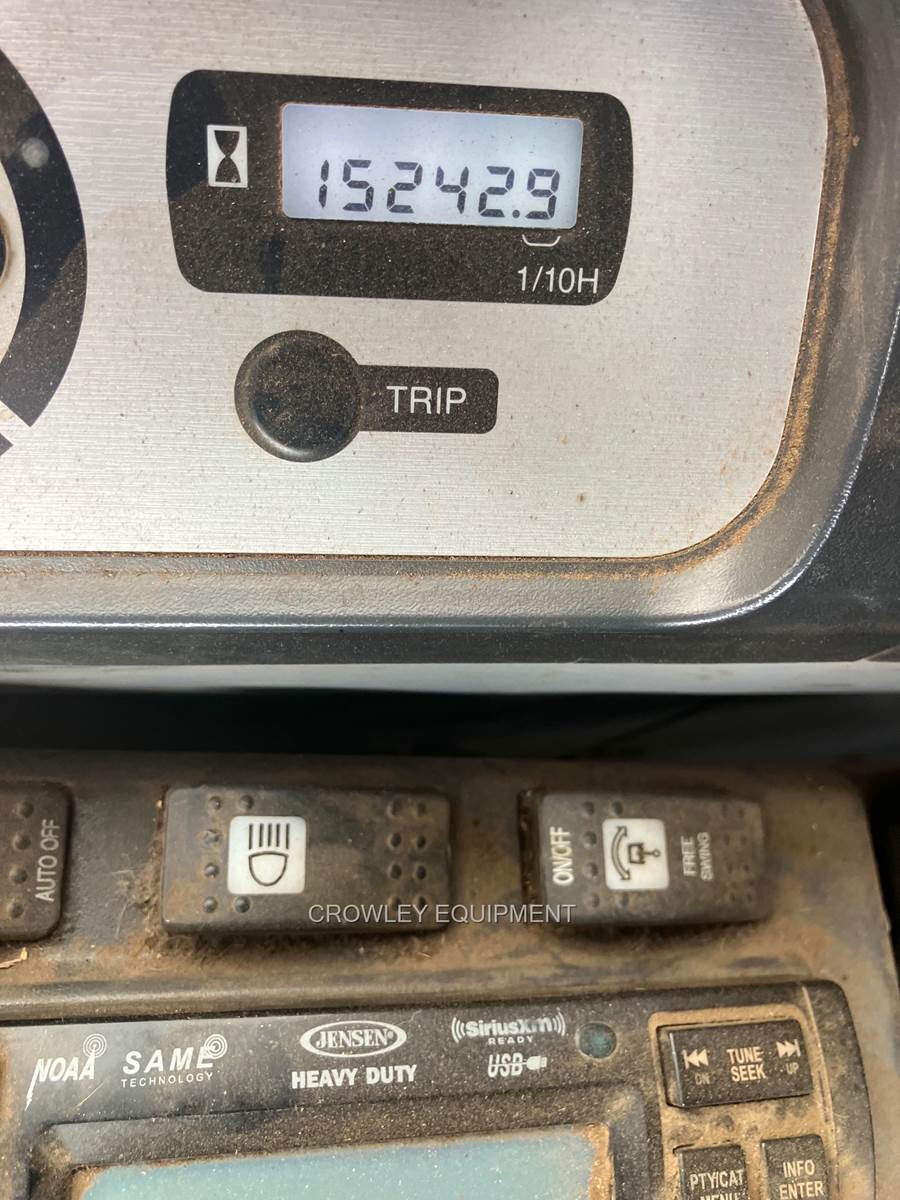 15242.9
1/10H
TRIP
AUTO OFF
ON/OFF
FREE
SWING
CROWLEY EQUIPMENT
NOAA
SAME
TECHNOLOGY
JENSEN®
HEAVY DUTY
SiriusXM
READY
USB
TUNE
SEEK
DN
UP
PTY/CAT
MENU
INFO
ENTER